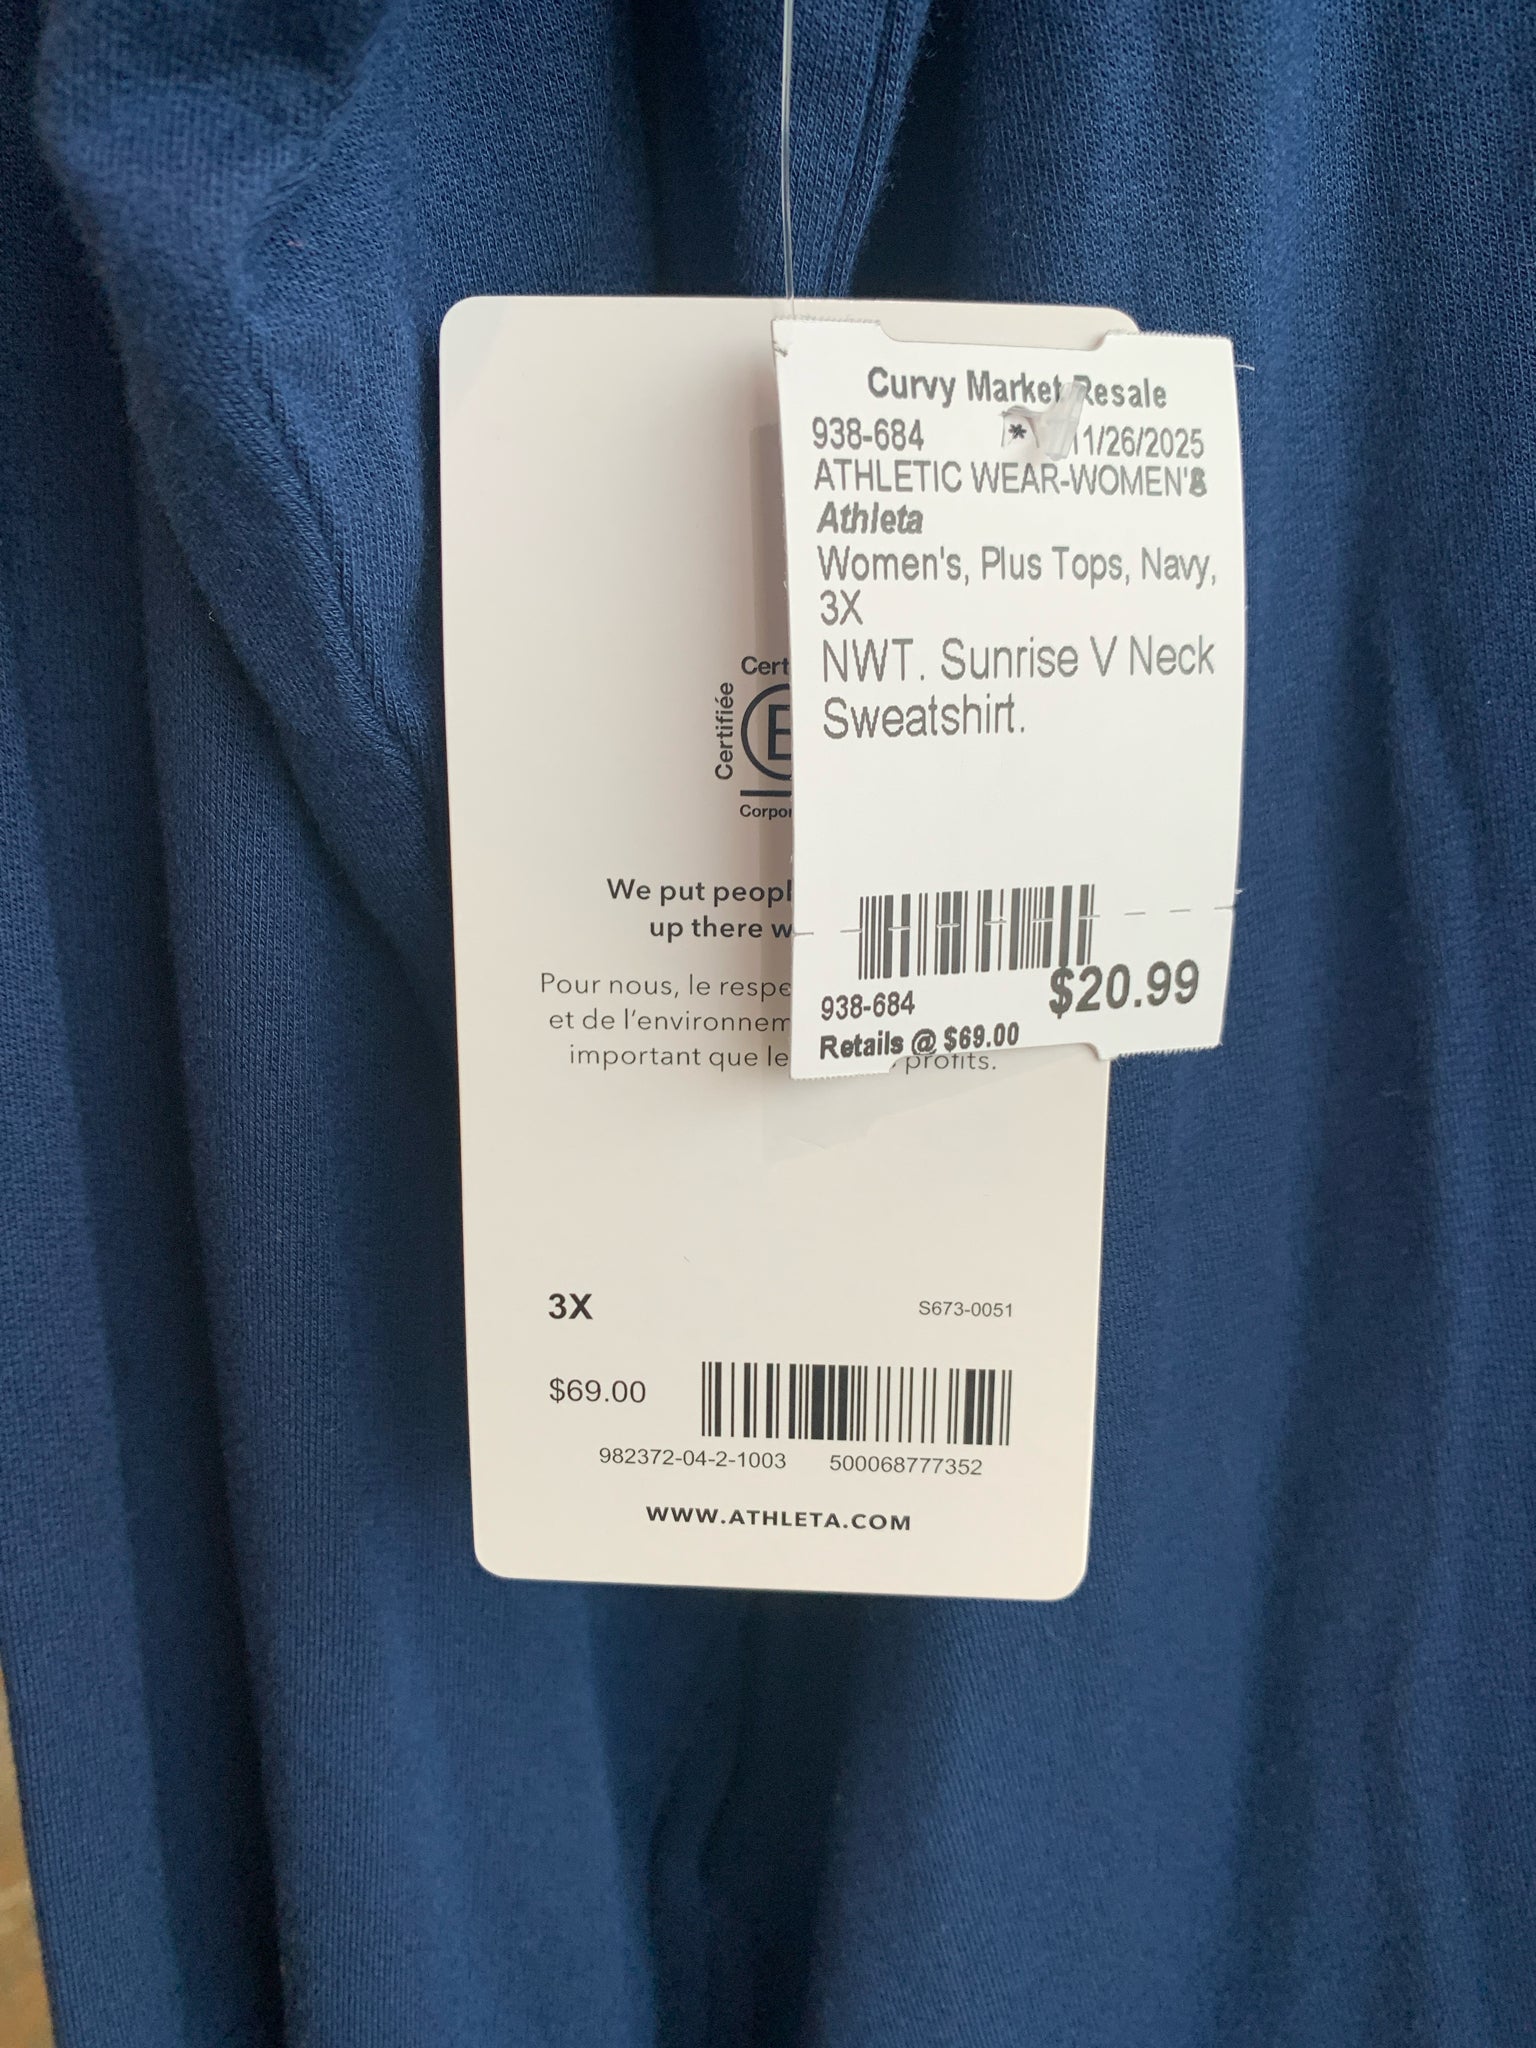 Curvy Market Resale
938-684 * 11/26/2025
ATHLETIC WEAR-WOMEN'S
Athleta
Women's, Plus Tops, Navy,
3X
NWT. Sunrise V Neck
Sweatshirt.
$20.99
938-684
Retails @ $69.00
Cert
Certifiée
Corpor
We put peopl
up there w
Pour nous, le respe
et de l'environnem
important que le profits.
3X S673-0051
$69.00
982372-04-2-1003 500068777352
WWW.ATHLETA.COM